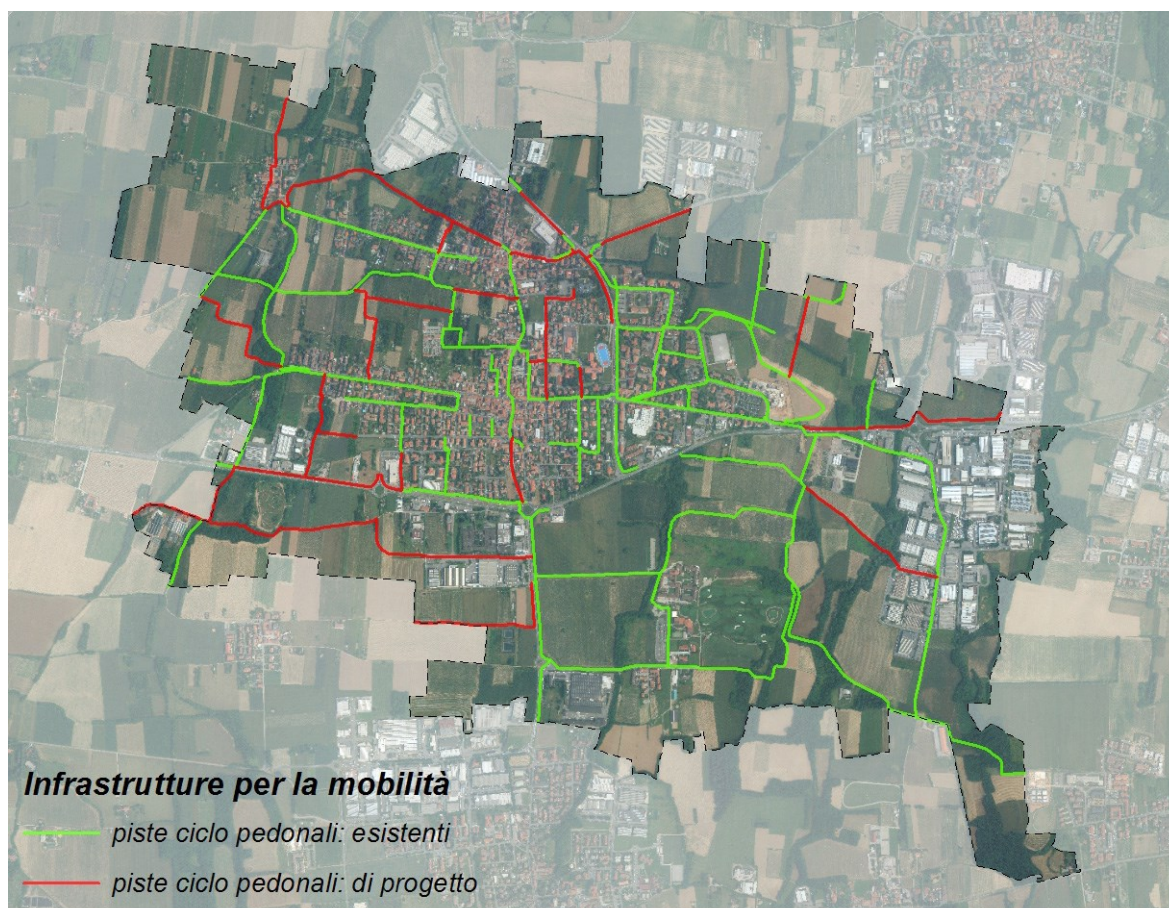 Infrastrutture per la mobilità
piste ciclo pedonali: esistenti
piste ciclo pedonali: di progetto